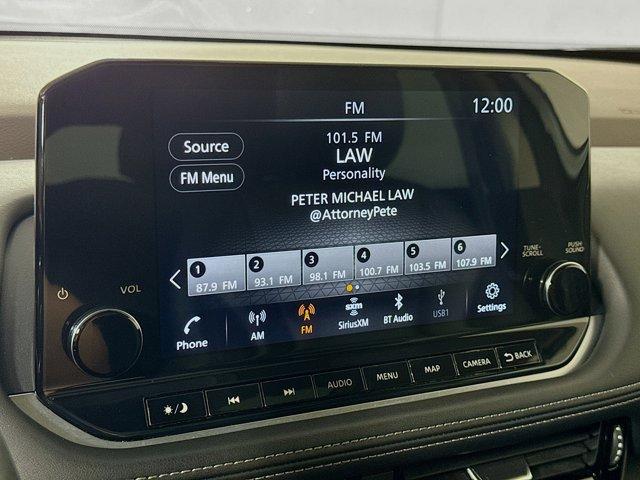 FM
12:00
Source
FM Menu
101.5 FM
LAW
Personality
PETER MICHAEL LAW
@AttorneyPete
1 87.9 FM
2 93.1 FM
3 98.1 FM
4 100.7 FM
5 103.5 FM
6 107.9 FM
VOL
TUNE-SCROLL
PUSH-SOUND
Phone
AM
FM
sxm
SiriusXM
BT Audio
USB1
Settings
AUDIO
MENU
MAP
CAMERA
BACK